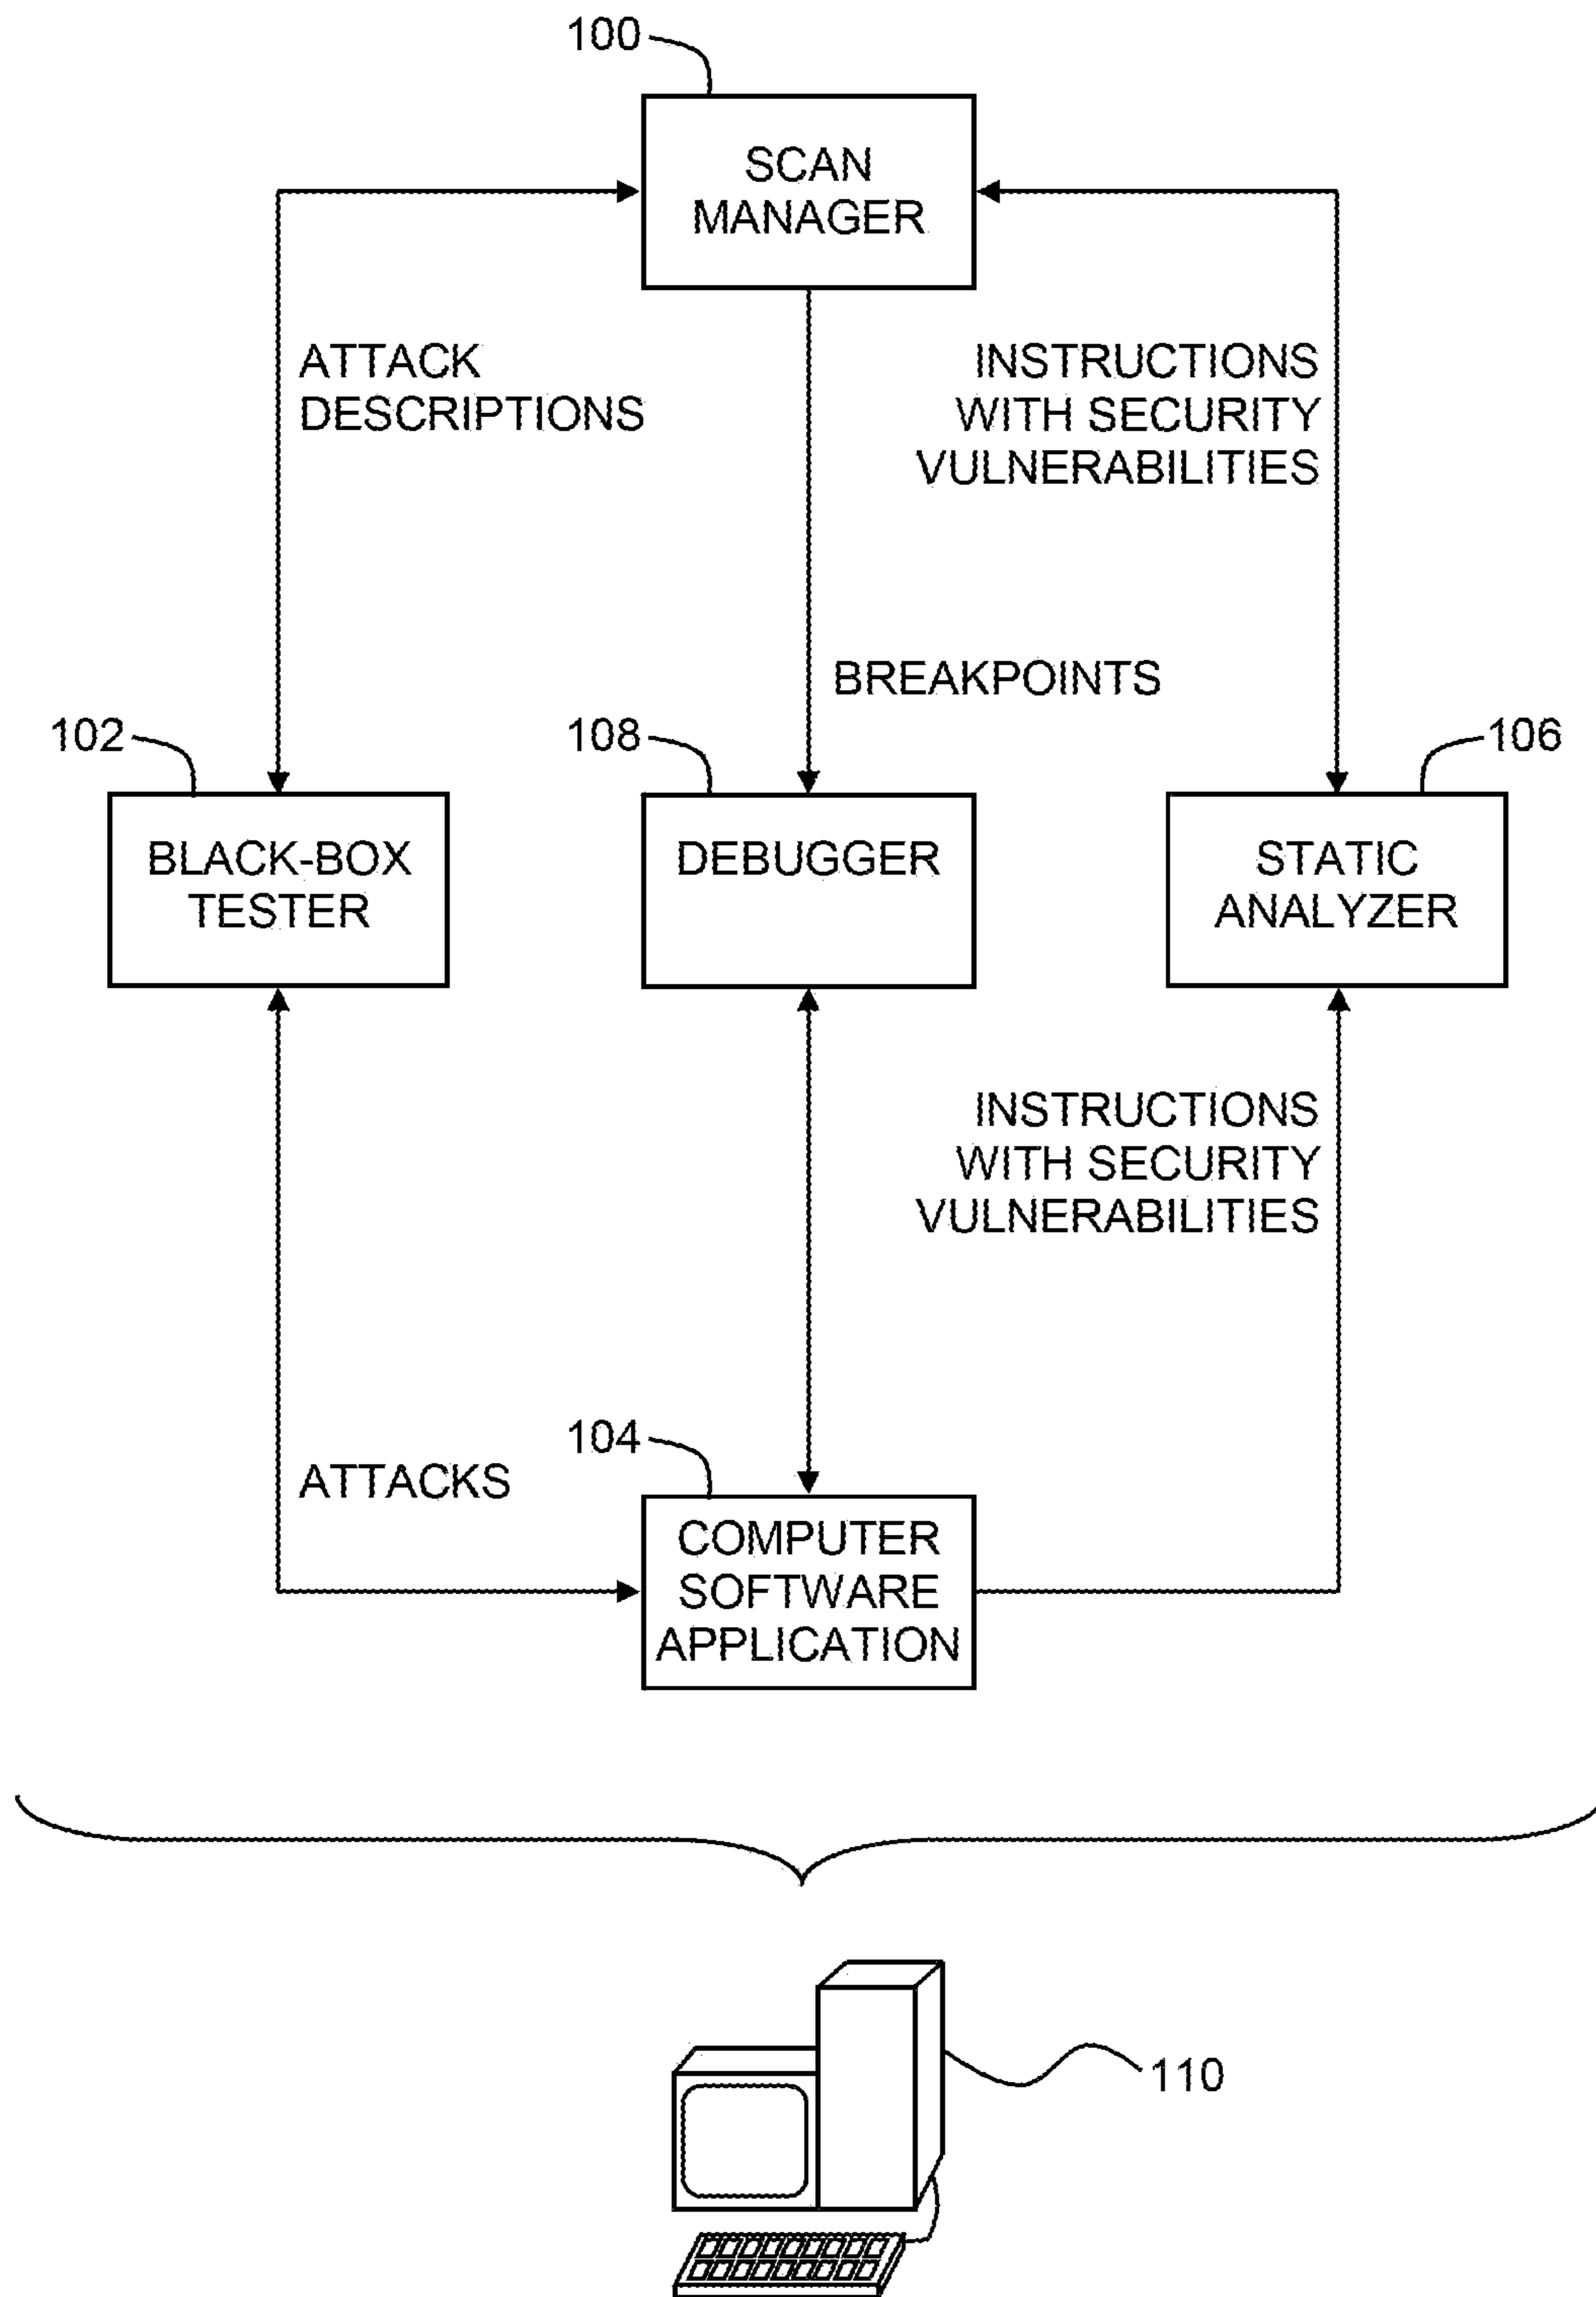 100
SCAN
MANAGER
ATTACK
DESCRIPTIONS
INSTRUCTIONS
WITH SECURITY
VULNERABILITIES
BREAKPOINTS
102
108
106
BLACK-BOX
TESTER
DEBUGGER
STATIC
ANALYZER
INSTRUCTIONS
WITH SECURITY
VULNERABILITIES
104
ATTACKS
COMPUTER
SOFTWARE
APPLICATION
110